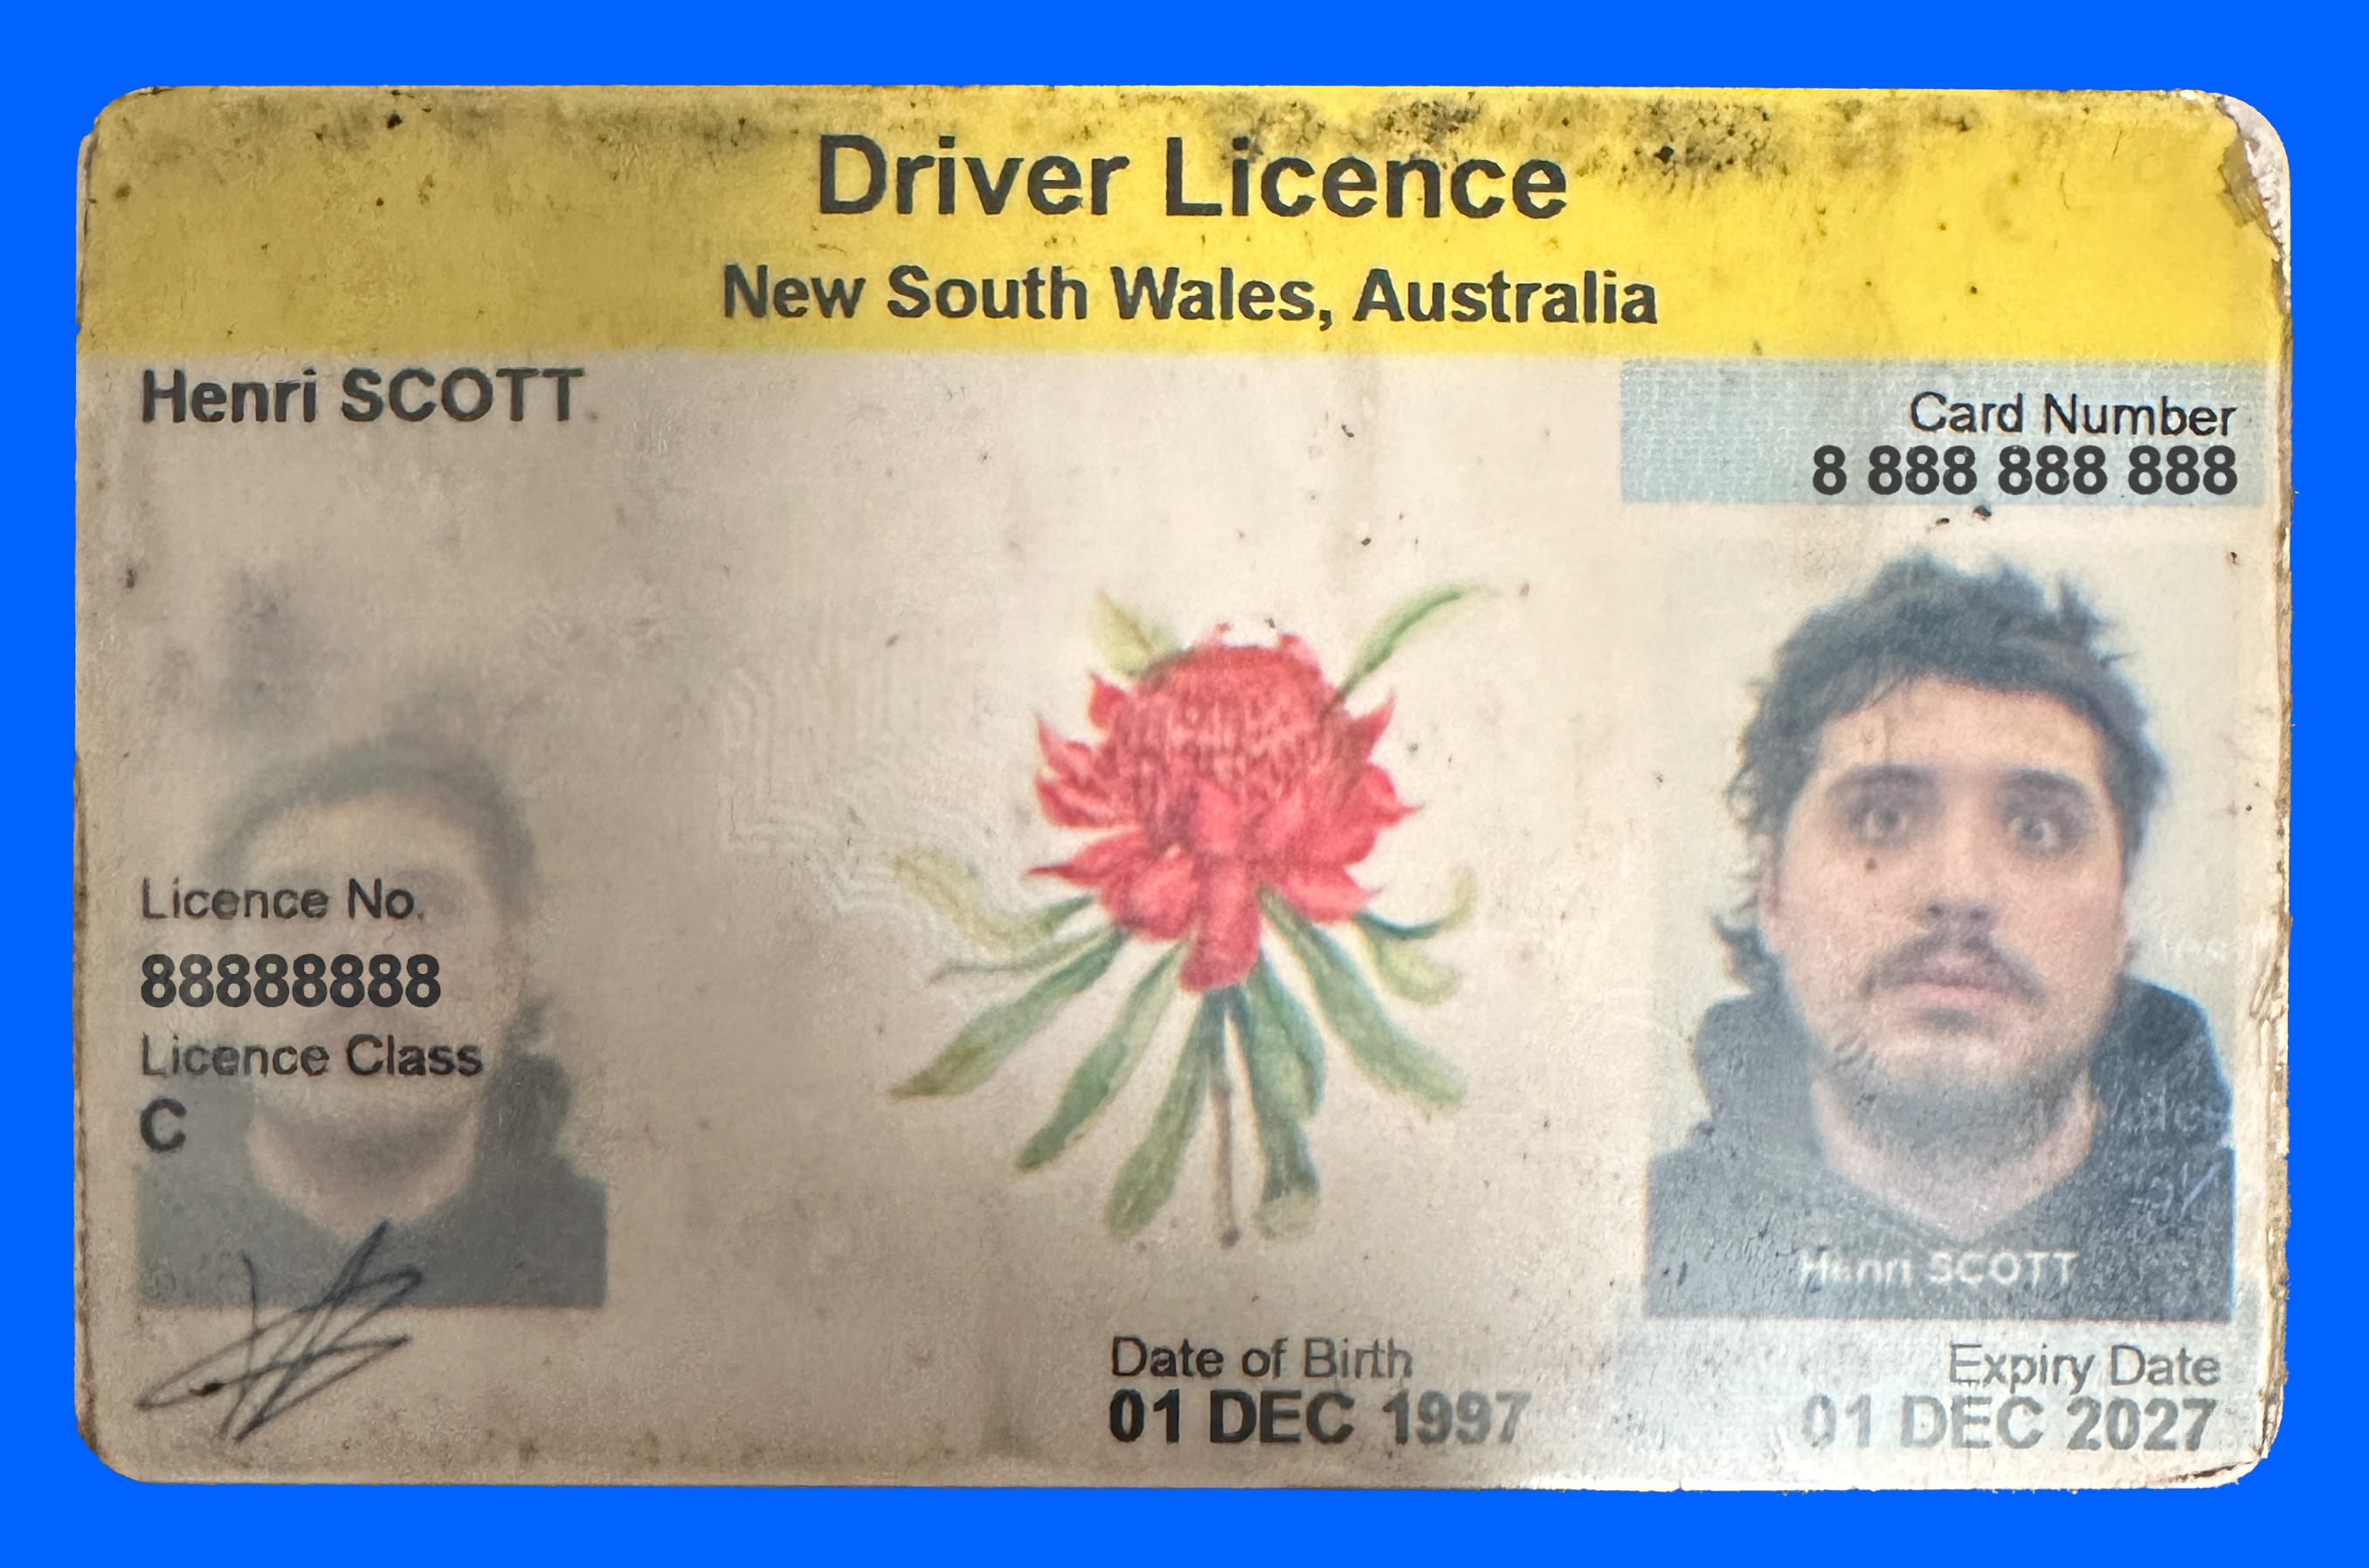 Driver Licence
New South Wales, Australia
Henri SCOTT
Card Number
8 888 888 888
Licence No.
88888888
Licence Class
C
Henri SCOTT
Date of Birth
01 DEC 1997
Expiry Date
01 DEC 2027